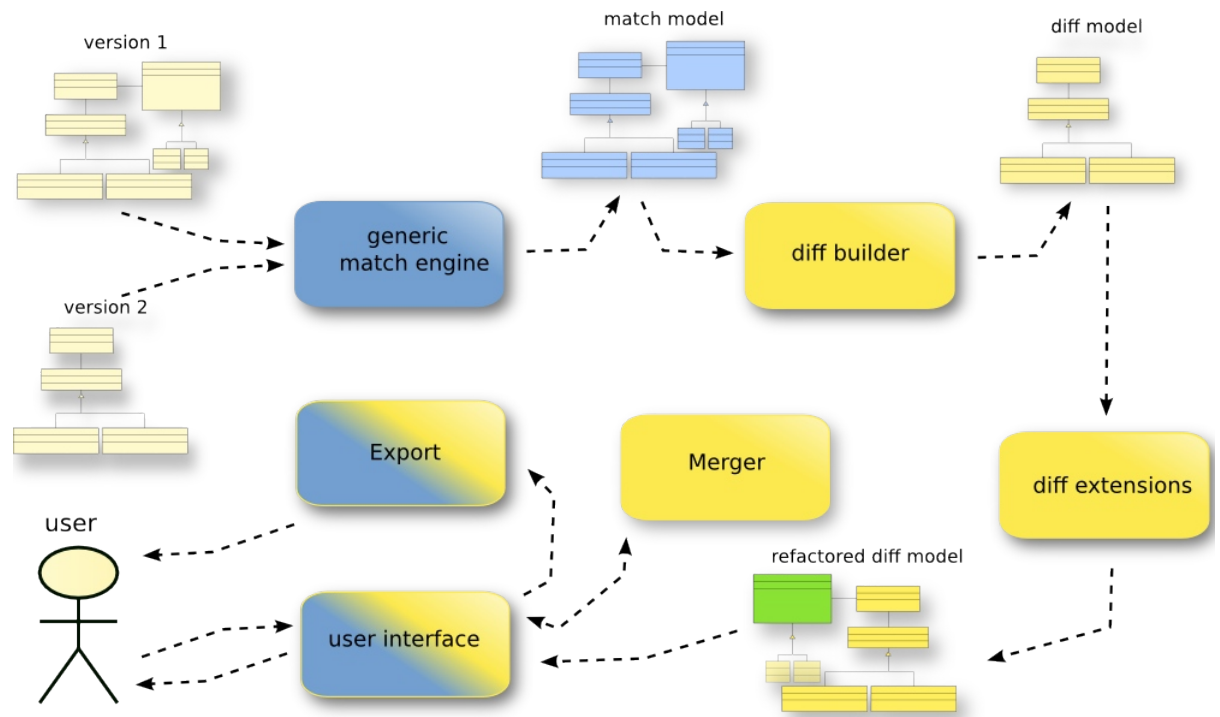 version 1
match model
diff model
generic
match engine
diff builder
version 2
Export
Merger
diff extensions
user
refactored diff model
user interface